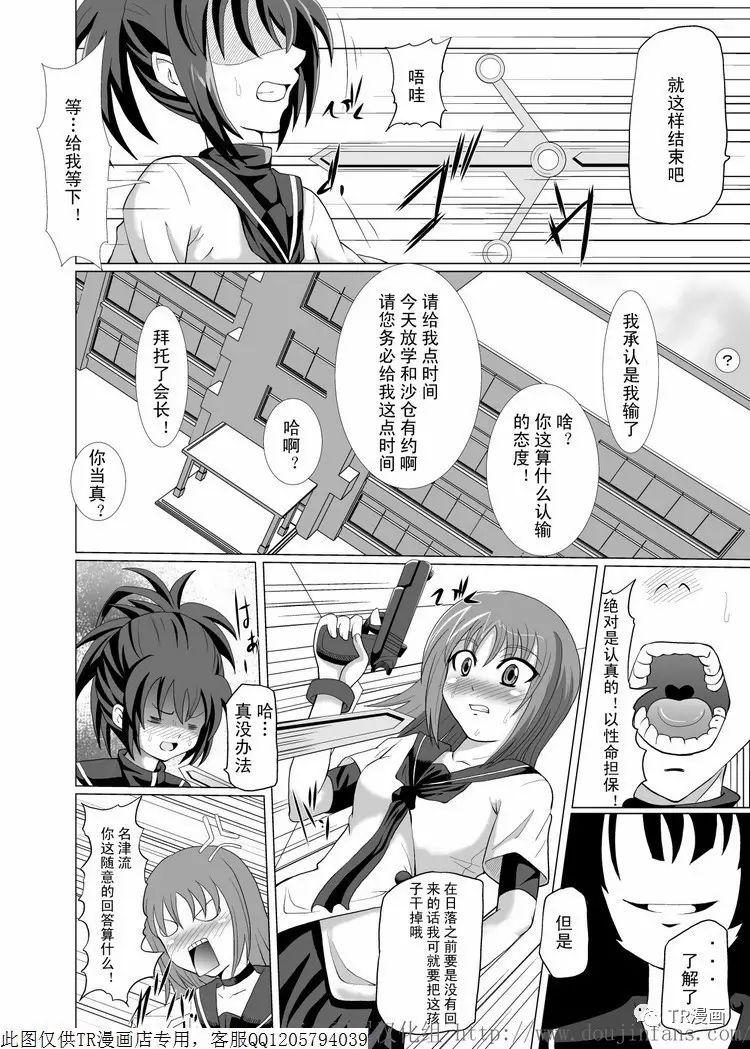 就这样结束吧
唔哇
等…给我等下！
？
我承认是我输了
啥？
你这算什么认输
的态度！
请给我点时间
今天放学和沙仓有约啊
请您务必给我这点时间
哈啊？
拜托了会长！
你当真？
绝对是认真的！以性命担保！
はぁ…
哈…
真没办法
....
了解了
但是
在日落之前要是没有回
来的话我可就要把这孩
子干掉哦
名津流
你这随意的回答算什么！
TR漫画
此图仅供TR漫画店专用，客服QQ1205794039
http://www.doujinfans.com/